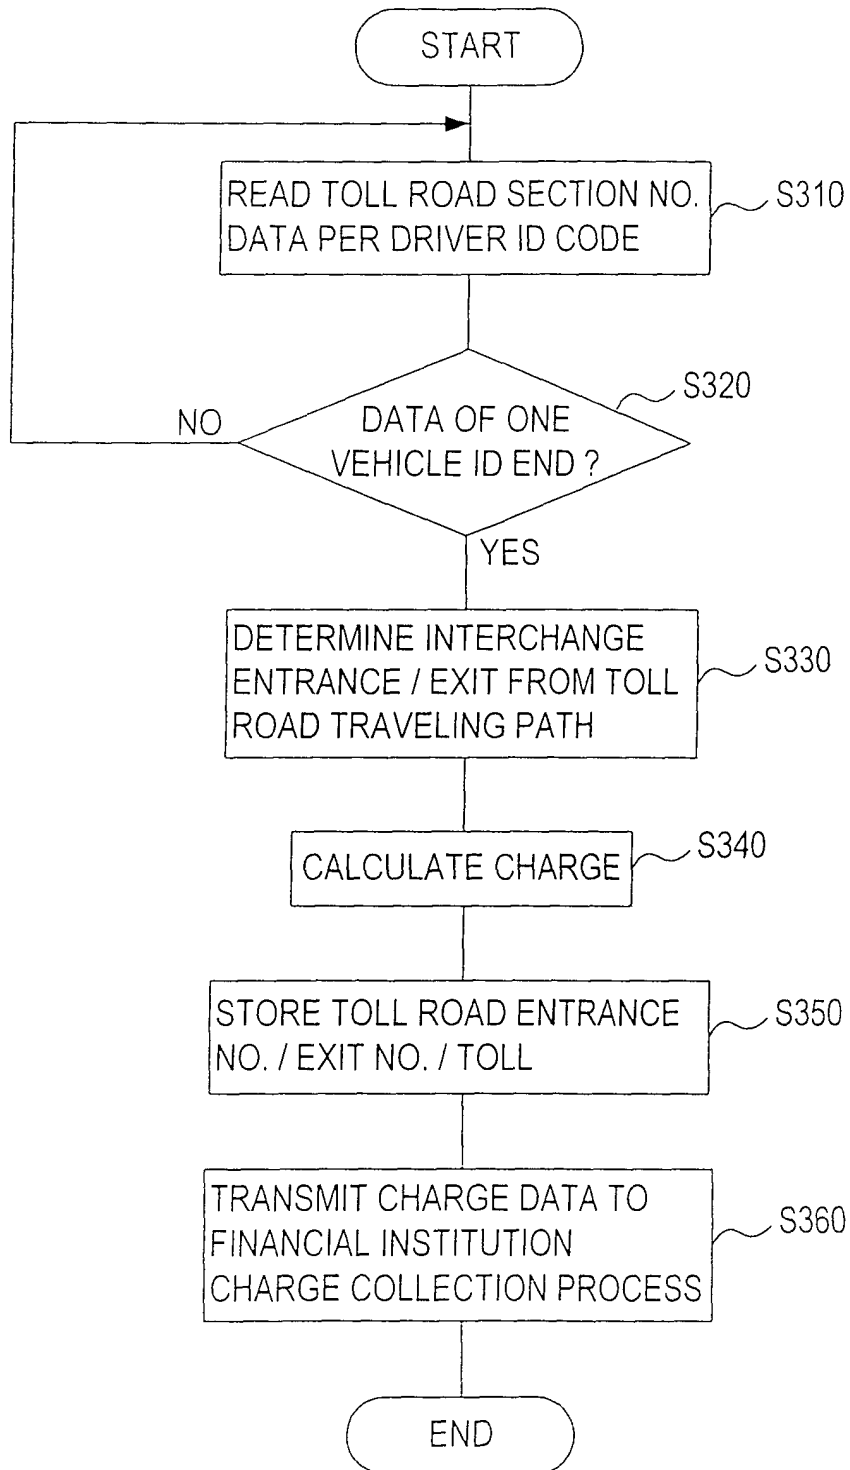 START
READ TOLL ROAD SECTION NO.
DATA PER DRIVER ID CODE
S310
DATA OF ONE
VEHICLE ID END ?
S320
NO
YES
DETERMINE INTERCHANGE
ENTRANCE / EXIT FROM TOLL
ROAD TRAVELING PATH
S330
CALCULATE CHARGE
S340
STORE TOLL ROAD ENTRANCE
NO. / EXIT NO. / TOLL
S350
TRANSMIT CHARGE DATA TO
FINANCIAL INSTITUTION
CHARGE COLLECTION PROCESS
S360
END